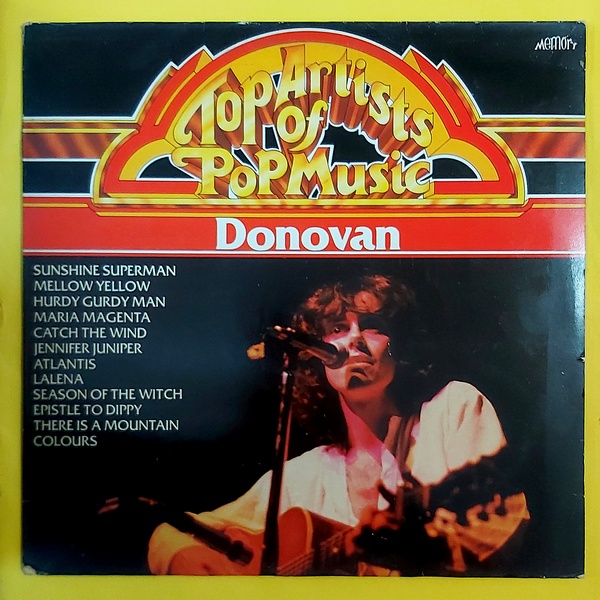 MEMORY
Top Artists
of
Pop Music
Donovan
SUNSHINE SUPERMAN
MELLOW YELLOW
HURDY GURDY MAN
MARIA MAGENTA
CATCH THE WIND
JENNIFER JUNIPER
ATLANTIS
LALENA
SEASON OF THE WITCH
EPISTLE TO DIPPY
THERE IS A MOUNTAIN
COLOURS